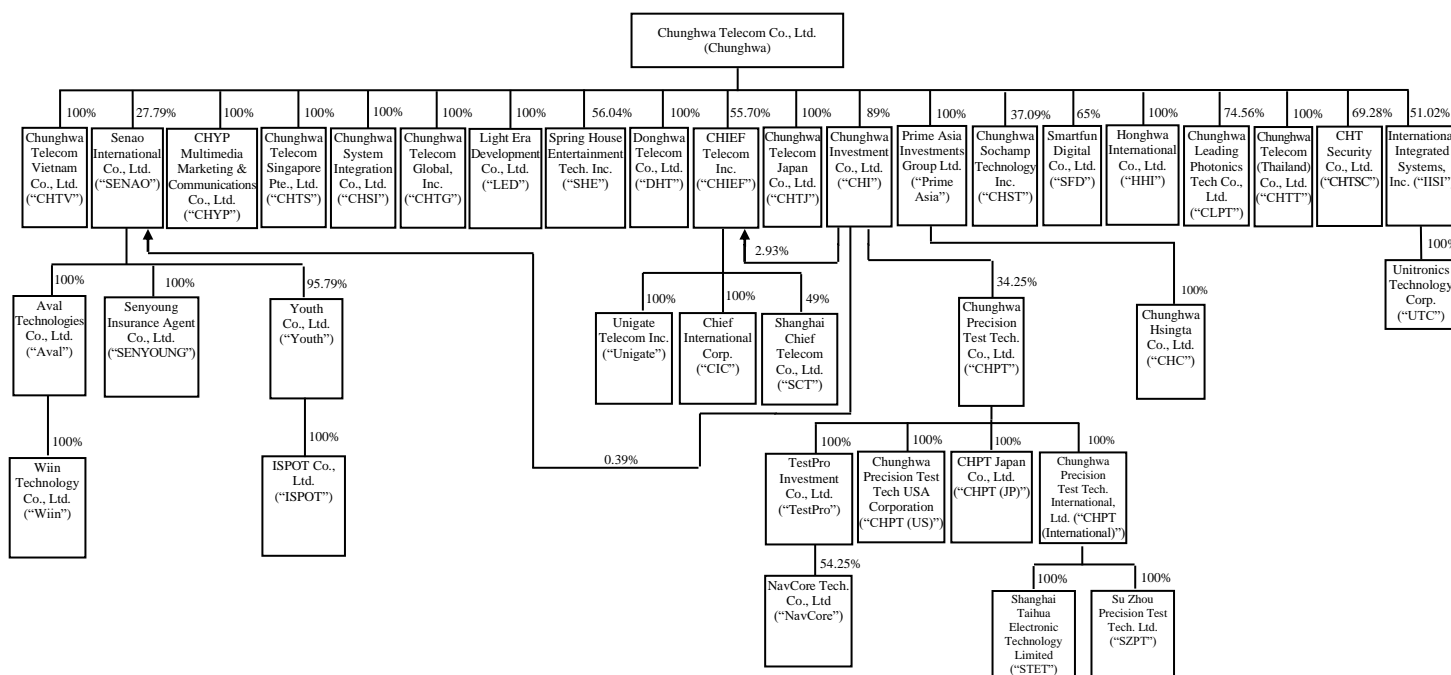 Chunghwa Telecom Co., Ltd.
(Chunghwa)
100%
27.79%
100%
100%
100%
100%
100%
56.04%
100%
55.70%
100%
89%
100%
37.09%
65%
100%
74.56%
100%
69.28%
51.02%
Chunghwa
Telecom
Vietnam
Co., Ltd.
(“CHTV)
Senao
International
Co., Ltd.
(“SENAO)
CHYP
Multimedia
Marketing &
Communications
Co., Ltd.
(“CHYP”)
Chunghwa
Telecom
Singapore
Pte., Ltd.
(“CHTS”)
Chunghwa
System
Integration
Co., Ltd.
(“CHSI”)
Chunghwa
Telecom
Global,
Inc.
(“CHTG”)
Light Era
Development
Co., Ltd.
(“LED”)
Spring House
Entertainment
Tech. Inc.
(“SHE”)
Donghwa
Telecom
Co., Ltd.
(“DHT”)
CHIEF
Telecom
Inc.
(“CHIEF”)
Chunghwa
Telecom
Japan
Co., Ltd.
(“CHTJ”)
Chunghwa
Investment
Co., Ltd.
(“CHI”)
Prime Asia
Investments
Group Ltd.
(“Prime
Asia”)
Chunghwa
Sochamp
Technology
Inc.
(“CHST”)
Smartfun
Digital
Co., Ltd.
(“SFD”)
Honghwa
International
Co., Ltd.
(“HHI”)
Chunghwa
Leading
Photonics
Tech Co.,
Ltd.
(“CLPT”)
Chunghwa
Telecom
(Thailand)
Co., Ltd.
(“CHTT”)
CHT
Security
Co., Ltd.
(“CHTSC”)
International
Integrated
Systems,
Inc. (“IISI”)
2.93%
0.39%
100%
Aval
Technologies
Co., Ltd.
(“Aval”)
100%
Senyoung
Insurance Agent
Co., Ltd.
(“SENYOUNG”)
95.79%
Youth
Co., Ltd.
(“Youth”)
100%
Unigate
Telecom Inc.
(“Unigate”)
100%
Chief
International
Corp.
(“CIC”)
49%
Shanghai
Chief
Telecom
Co., Ltd.
(“SCT”)
34.25%
Chunghwa
Precision
Test Tech.
Co., Ltd.
(“CHPT”)
100%
Chunghwa
Hsingta
Co., Ltd.
(“CHC”)
100%
Unitronics
Technology
Corp.
(“UTC”)
100%
Wiin
Technology
Co., Ltd.
(“Wiin”)
100%
ISPOT Co.,
Ltd.
(“ISPOT”)
100%
TestPro
Investment
Co., Ltd.
(“TestPro”)
100%
Chunghwa
Precision Test
Tech USA
Corporation
(“CHPT (US)”)
100%
CHPT Japan
Co., Ltd.
(“CHPT (JP)”)
100%
Chunghwa
Precision
Test Tech.
International,
Ltd. (“CHPT
(International)”)
54.25%
NavCore Tech.
Co., Ltd
(“NavCore”)
100%
Shanghai
Taihua
Electronic
Technology
Limited
(“STET”)
100%
Su Zhou
Precision Test
Tech. Ltd.
(“SZPT”)